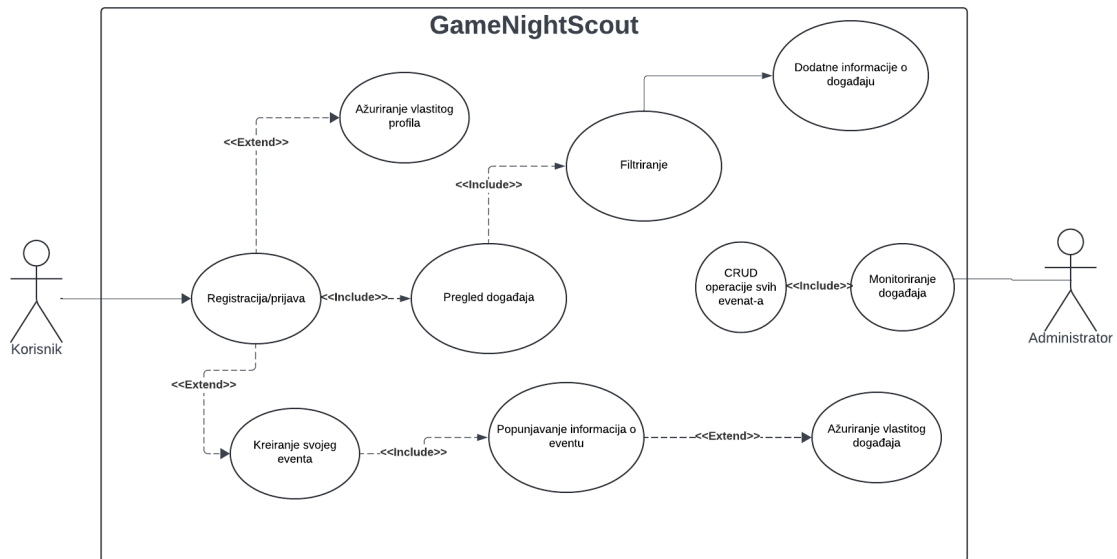 GameNightScout
Dodatne informacije o
događaju
Ažuriranje vlastitog
profila
<<Extend>>
Filtriranje
<<Include>>
Registracija/prijava
<<Include>>
Pregled događaja
CRUD
operacije svih
evenat-a
<<Include>>
Monitoriranje
događaja
Korisnik
Administrator
<<Extend>>
Kreiranje svojeg
eventa
<<Include>>
Popunjavanje informacija o
eventu
<<Extend>>
Ažuriranje vlastitog
događaja